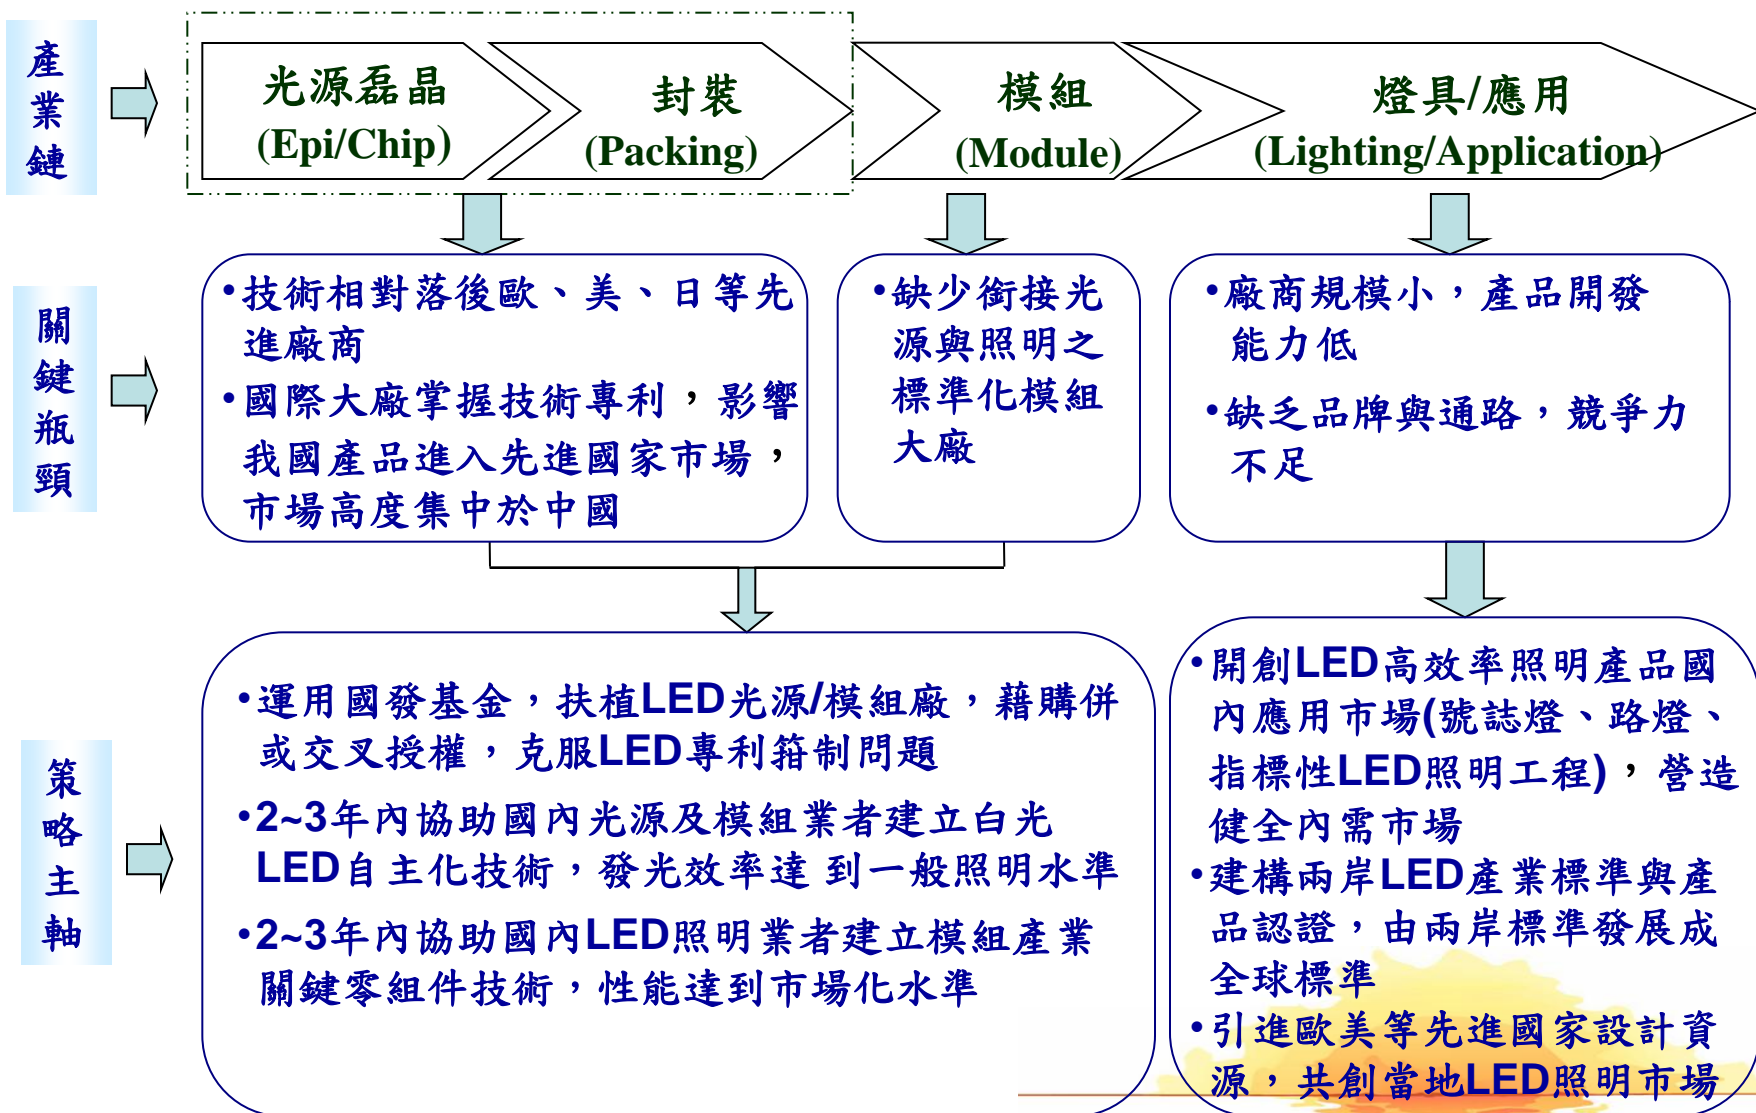 產業鏈
光源磊晶
(Epi/Chip)
封裝
(Packing)
模組
(Module)
燈具/應用
(Lighting/Application)
關鍵瓶頸
•技術相對落後歐、美、日等先
進廠商
•國際大廠掌握技術專利，影響
我國產品進入先進國家市場，
市場高度集中於中國
•缺少銜接光
源與照明之
標準化模組
大廠
•廠商規模小，產品開發
能力低
•缺乏品牌與通路，競爭力
不足
策略主軸
•運用國發基金，扶植LED光源/模組廠，藉購併
或交叉授權，克服LED專利箝制問題
•2~3年內協助國內光源及模組業者建立白光
LED自主化技術，發光效率達 到一般照明水準
•2~3年內協助國內LED照明業者建立模組產業
關鍵零組件技術，性能達到市場化水準
•開創LED高效率照明產品國
內應用市場(號誌燈、路燈、
指標性LED照明工程)，營造
健全內需市場
•建構兩岸LED產業標準與產
品認證，由兩岸標準發展成
全球標準
•引進歐美等先進國家設計資
源，共創當地LED照明市場